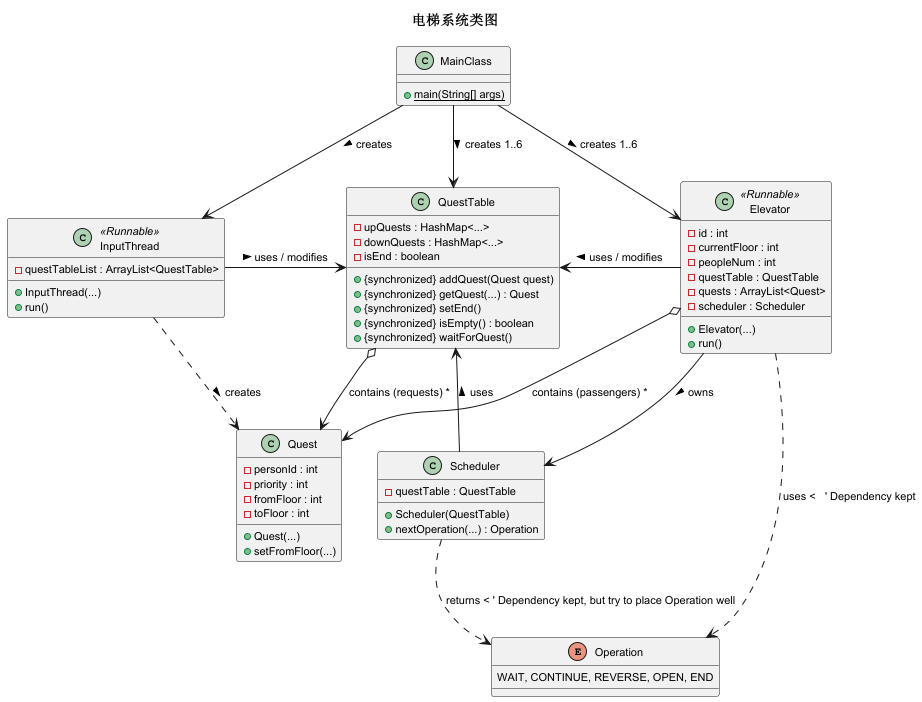 电梯系统类图
C MainClass
main(String[] args)
creates
creates 1..6
creates 1..6
C «Runnable»
InputThread
questTableList : ArrayList<QuestTable>
InputThread(...)
run()
uses / modifies
C QuestTable
upQuests : HashMap<...>
downQuests : HashMap<...>
isEnd : boolean
{synchronized} addQuest(Quest quest)
{synchronized} getQuest(...) : Quest
{synchronized} setEnd()
{synchronized} isEmpty() : boolean
{synchronized} waitForQuest()
uses / modifies
C «Runnable»
Elevator
id : int
currentFloor : int
peopleNum : int
questTable : QuestTable
quests : ArrayList<Quest>
scheduler : Scheduler
Elevator(...)
run()
creates
contains (requests) *
uses
contains (passengers) *
owns
C Quest
personId : int
priority : int
fromFloor : int
toFloor : int
Quest(...)
setFromFloor(...)
C Scheduler
questTable : QuestTable
Scheduler(QuestTable)
nextOperation(...) : Operation
uses < ' Dependency kept
returns < ' Dependency kept, but try to place Operation well
E Operation
WAIT, CONTINUE, REVERSE, OPEN, END